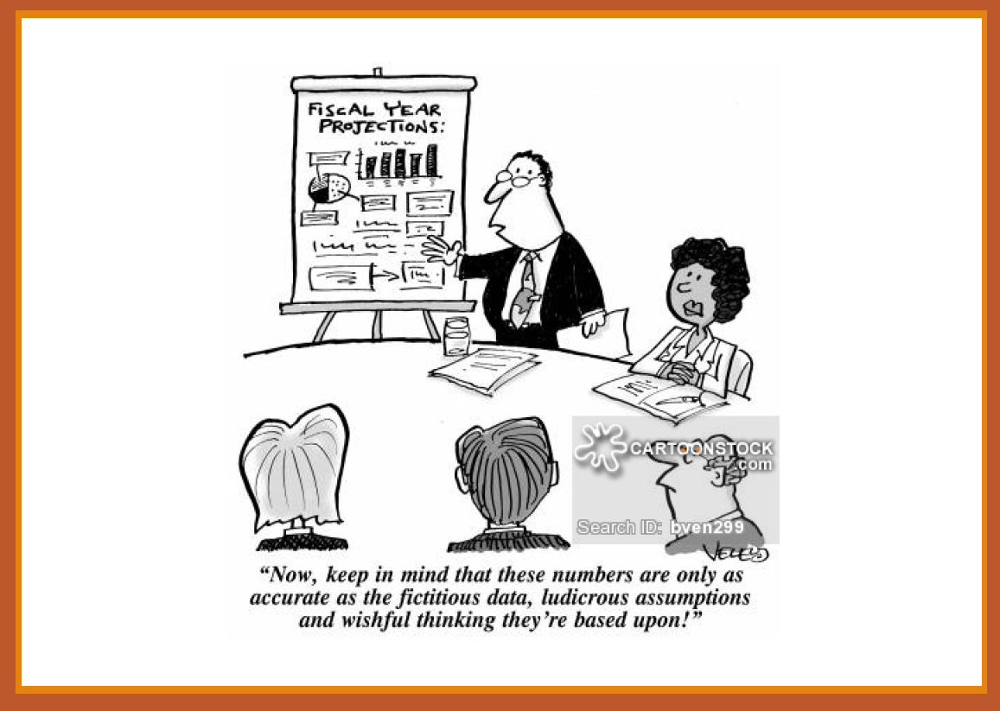 FISCAL YEAR
PROJECTIONS:
CARTOONSTOCK
.com
Search ID: bven299
“Now, keep in mind that these numbers are only as
accurate as the fictitious data, ludicrous assumptions
and wishful thinking they’re based upon!”